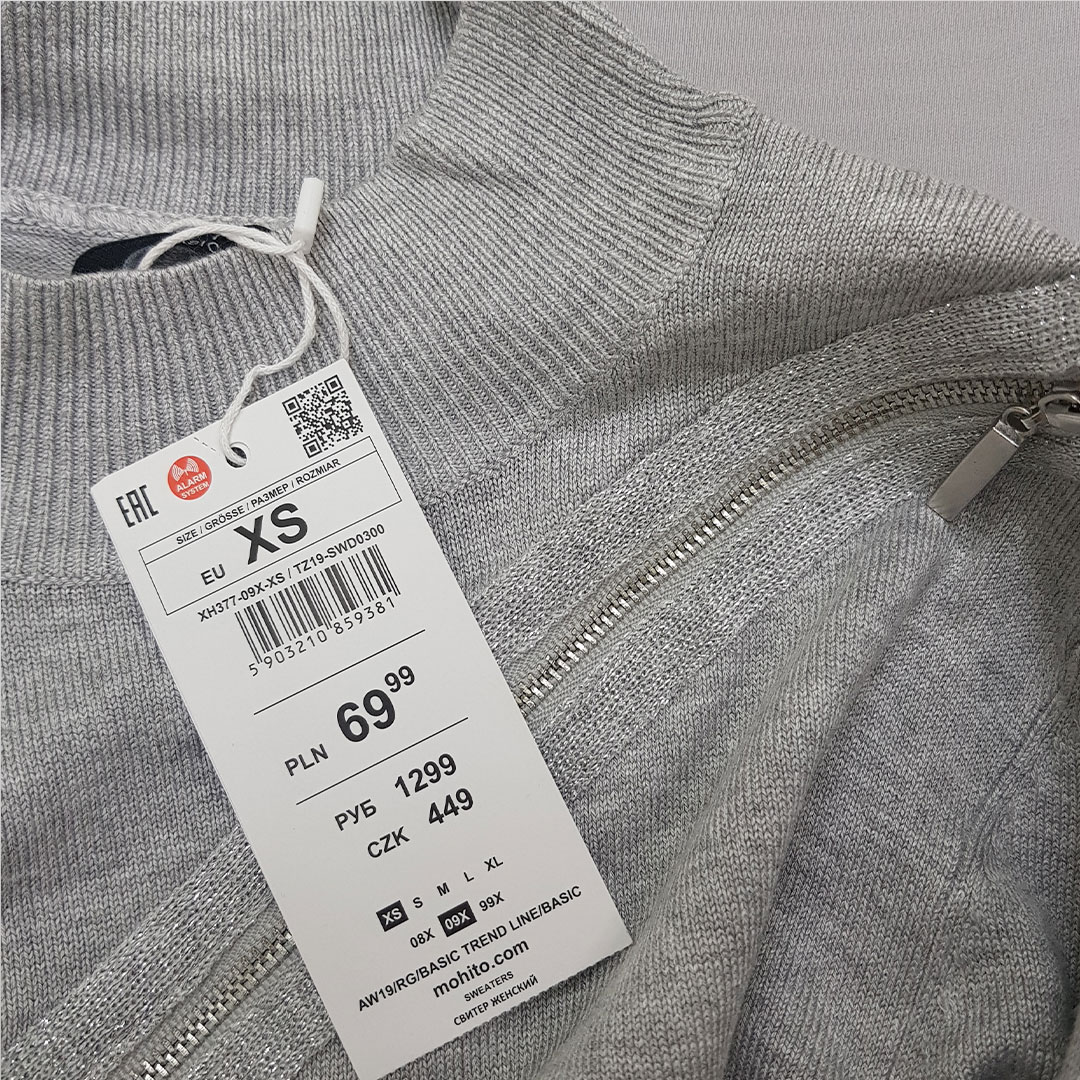 EAC
ALARM
SYSTEM
SIZE / GRÖSSE / РАЗМЕР / ROZMIAR
EU XS
XH377-09X-XS / TZ19-SWD0300
5 903210 859381
PLN 69 99
РУБ 1299
CZK 449
XS S M L XL
08X 09X 99X
AW19/RG/BASIC TREND LINE/BASIC
mohito.com
SWEATERS
СВИТЕР ЖЕНСКИЙ